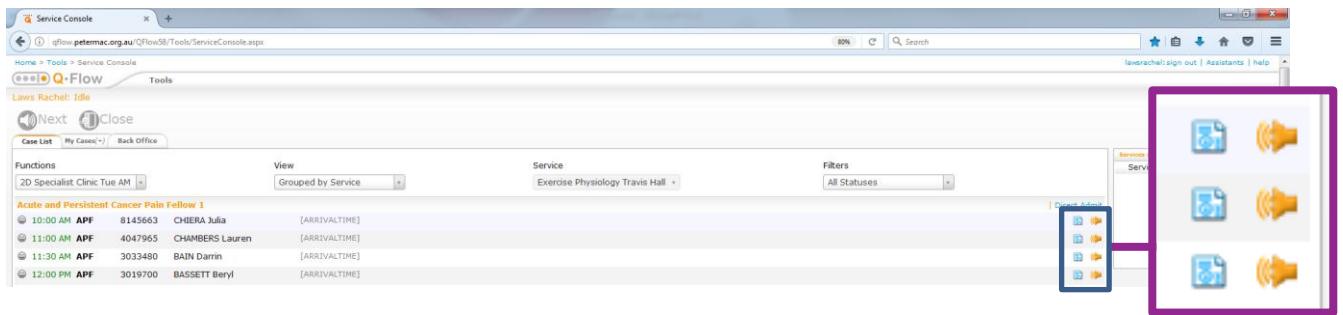 Service Console
qflow.petermac.org.au/QFlow58/Tools/ServiceConsole.aspx 80% Search
Home > Tools > Service Console lawsrachel: sign out | Assistants | help
Q-Flow Tools
Laws Rachel: Idle
Next Close
Case List My Cases(-) Back Office
Functions View Service Filters
2D Specialist Clinic Tue AM Grouped by Service Exercise Physiology Travis Hall All Statuses
Services
Servi
Acute and Persistent Cancer Pain Fellow 1 | Direct Admit
10:00 AM APF 8145663 CHIERA Julia [ARRIVALTIME]
11:00 AM APF 4047965 CHAMBERS Lauren [ARRIVALTIME]
11:30 AM APF 3033480 BAIN Darrin [ARRIVALTIME]
12:00 PM APF 3019700 BASSETT Beryl [ARRIVALTIME]